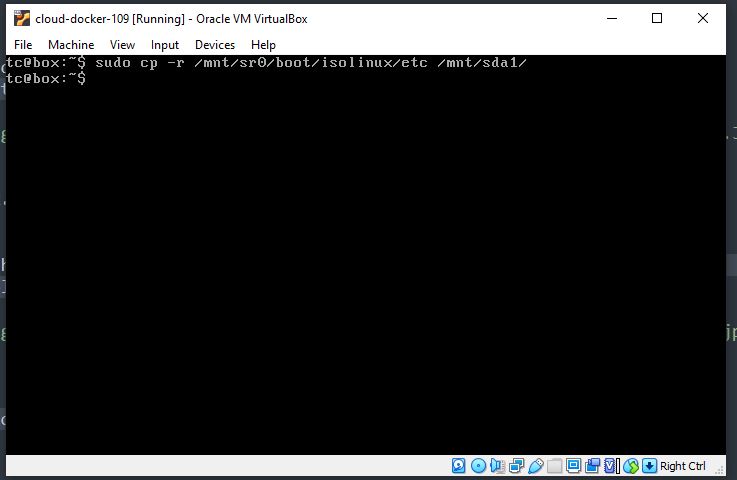 cloud-docker-109 [Running] - Oracle VM VirtualBox
File Machine View Input Devices Help
tc@box:~$ sudo cp -r /mnt/sr0/boot/isolinux/etc /mnt/sda1/
tc@box:~$
Right Ctrl